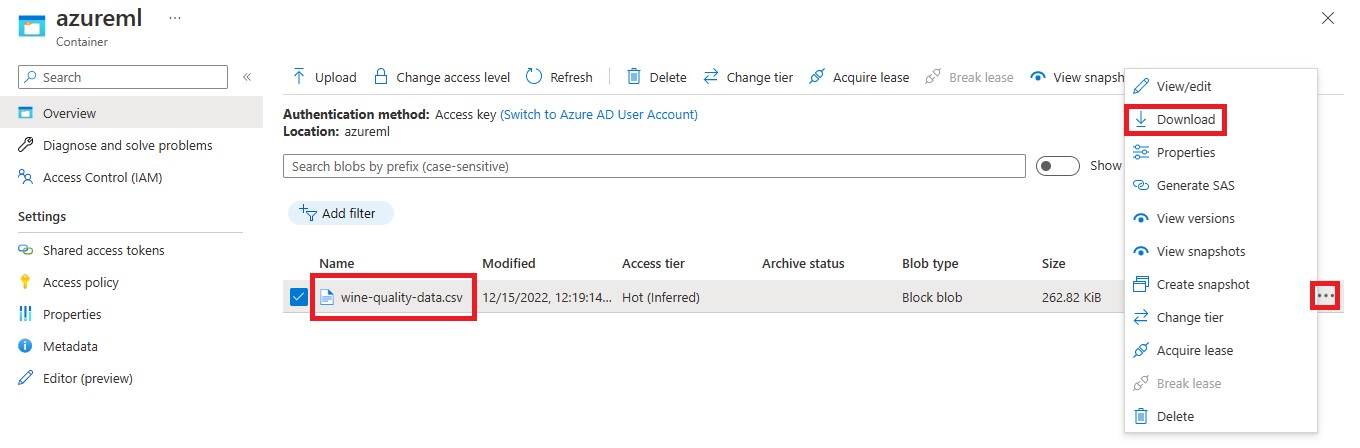 azureml ...
Container
Search «
Overview
Diagnose and solve problems
Access Control (IAM)
Settings
Shared access tokens
Access policy
Properties
Metadata
Editor (preview)
Upload Change access level Refresh Delete Change tier Acquire lease Break lease View snapsh
Authentication method: Access key (Switch to Azure AD User Account)
Location: azureml
Search blobs by prefix (case-sensitive) Show
Add filter
Name Modified Access tier Archive status Blob type Size
wine-quality-data.csv 12/15/2022, 12:19:14... Hot (Inferred) Block blob 262.82 KiB ...
View/edit
Download
Properties
Generate SAS
View versions
View snapshots
Create snapshot
Change tier
Acquire lease
Break lease
Delete